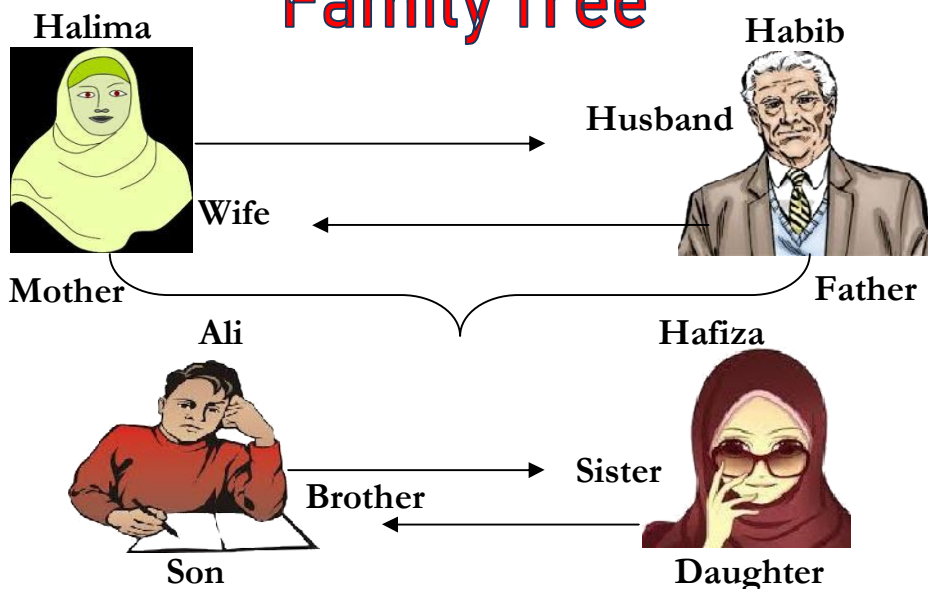 Family Tree
Halima
Habib
Husband
Wife
Mother
Father
Ali
Hafiza
Sister
Brother
Son
Daughter